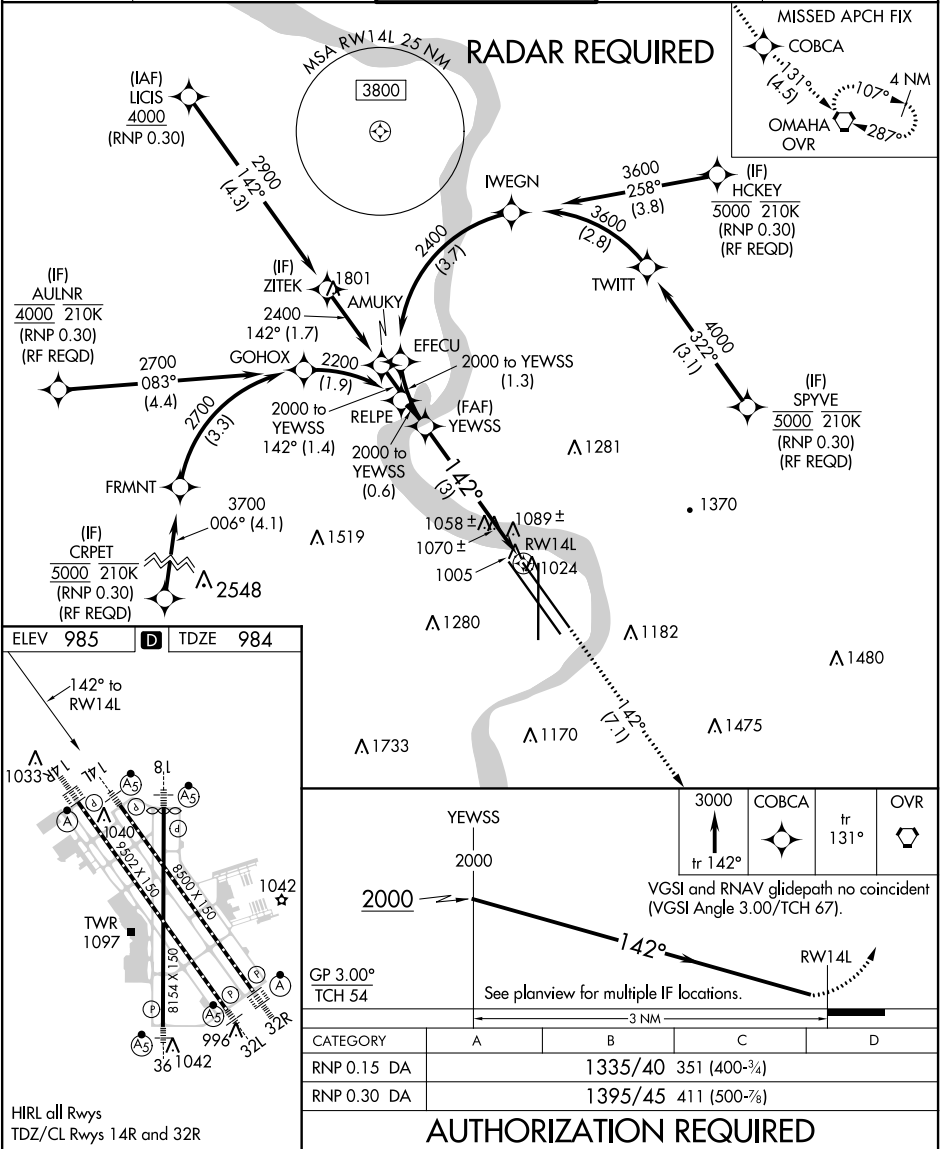 RADAR REQUIRED
MSA RW14L 25 NM
3800
MISSED APCH FIX
COBCA
131°
(4.5)
4 NM
107°
287°
OMAHA
OVR
(IAF)
LICIS
4000
(RNP 0.30)
2900
142°
(4.3)
IWEGN
3600
258°
(3.8)
(IF)
HCKEY
5000 210K
(RNP 0.30)
(RF REQD)
3600
(2.8)
2400
(3.7)
TWITT
(IF)
ZITEK
1801
AMUKY
2400
142° (1.7)
4000
322°
(3.1)
(IF)
AULNR
4000 210K
(RNP 0.30)
(RF REQD)
2700
083°
(4.4)
GOHOX
2200
(1.9)
EFECU
2000 to YEWSS
(1.3)
(IF)
SPYVE
5000 210K
(RNP 0.30)
(RF REQD)
2700
(3.3)
2000 to
YEWSS
142° (1.4)
RELPE
(FAF)
YEWSS
2000 to
YEWSS
(0.6)
142°
(3)
1281
1370
FRMNT
3700
006° (4.1)
(IF)
CRPET
5000 210K
(RNP 0.30)
(RF REQD)
2548
1519
1058 ±
1089 ±
1070 ±
RW14L
1005
1024
1280
1182
1480
1475
1170
1733
142°
(7.1)
ELEV 985
D
TDZE 984
142° to
RW14L
1033
14R
14L
18
A5
A5
A
P
P
P
1040
9502 X 150
8500 X 150
1042
TWR
1097
8154 X 150
P
P
P
A
A5
A5
996
32L
32R
36
1042
HIRL all Rwys
TDZ/CL Rwys 14R and 32R
3000
tr 142°
COBCA
tr
131°
OVR
YEWSS
2000
2000
VGSI and RNAV glidepath no coincident
(VGSI Angle 3.00/TCH 67).
142°
RW14L
GP 3.00°
TCH 54
See planview for multiple IF locations.
3 NM
CATEGORY A B C D
RNP 0.15 DA 1335/40 351 (400-¾)
RNP 0.30 DA 1395/45 411 (500-⅞)
AUTHORIZATION REQUIRED